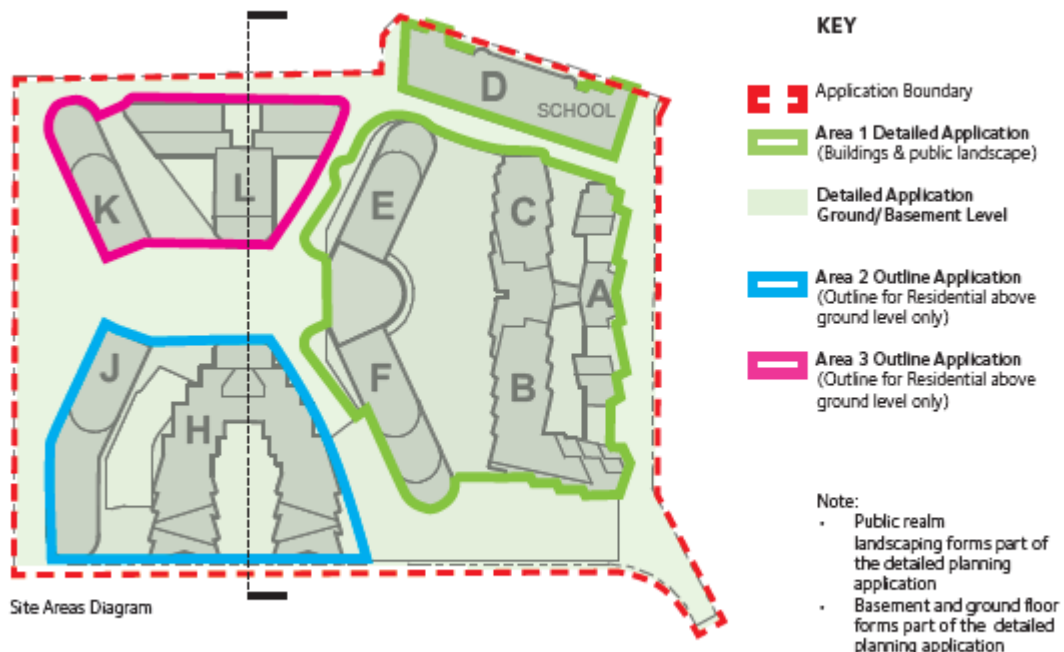 KEY
Application Boundary
Area 1 Detailed Application
(Buildings & public landscape)
Detailed Application
Ground/Basement Level
Area 2 Outline Application
(Outline for Residential above
ground level only)
Area 3 Outline Application
(Outline for Residential above
ground level only)
Note:
• Public realm
landscaping forms part of
the detailed planning
application
• Basement and ground floor
forms part of the detailed
planning application
D
SCHOOL
K
L
E
C
A
J
F
B
H
Site Areas Diagram